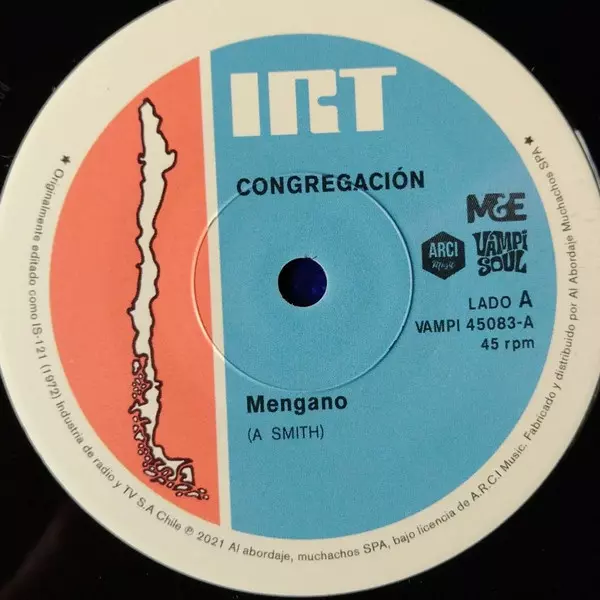 IRT
CONGREGACIÓN
M&E
ARCI
Music
VAMPI
SOUL
LADO A
VAMPI 45083-A
45 rpm
Mengano
(A SMITH)
★ Originalmente editado como IS-121 (1972) Industria de radio y TV S.A Chile ℗ 2021 Al abordaje, muchachos SPA, bajo licencia de A.R.C.I Music. Fabricado y distribuido por Al Abordaje Muchachos SPA ★